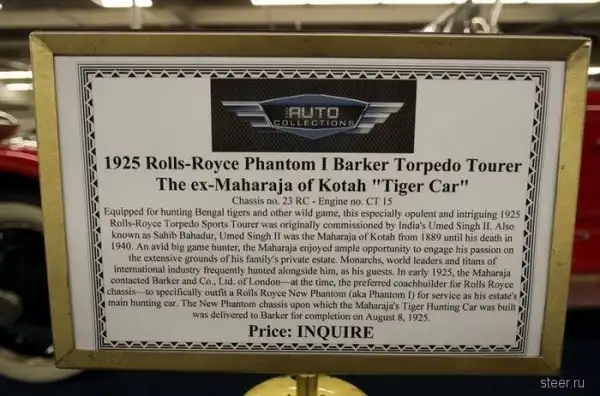 THE AUTO
COLLECTIONS
1925 Rolls-Royce Phantom I Barker Torpedo Tourer
The ex-Maharaja of Kotah "Tiger Car"
Chassis no. 23 RC - Engine no. CT 15
Equipped for hunting Bengal tigers and other wild game, this especially opulent and intriguing 1925
Rolls-Royce Torpedo Sports Tourer was originally commissioned by India's Umed Singh II. Also
known as Sahib Bahadur, Umed Singh II was the Maharaja of Kotah from 1889 until his death in
1940. An avid big game hunter, the Maharaja enjoyed ample opportunity to engage his passion on
the extensive grounds of his family's private estate. Monarchs, world leaders and titans of
international industry frequently hunted alongside him, as his guests. In early 1925, the Maharaja
contacted Barker and Co., Ltd. of London—at the time, the preferred coachbuilder for Rolls Royce
chassis—to specifically outfit a Rolls Royce New Phantom (aka Phantom I) for service as his estate's
main hunting car. The New Phantom chassis upon which the Maharaja's Tiger Hunting Car was built
was delivered to Barker for completion on August 8, 1925.
Price: INQUIRE
steer.ru